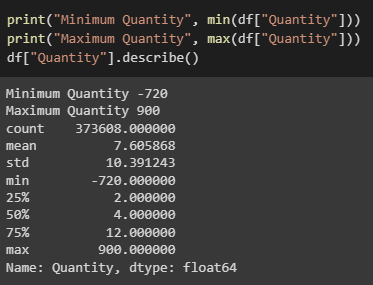 print("Minimum Quantity", min(df["Quantity"]))
print("Maximum Quantity", max(df["Quantity"]))
df["Quantity"].describe()
Minimum Quantity -720
Maximum Quantity 900
count    373608.000000
mean          7.605868
std          10.391243
min        -720.000000
25%           2.000000
50%           4.000000
75%          12.000000
max         900.000000
Name: Quantity, dtype: float64